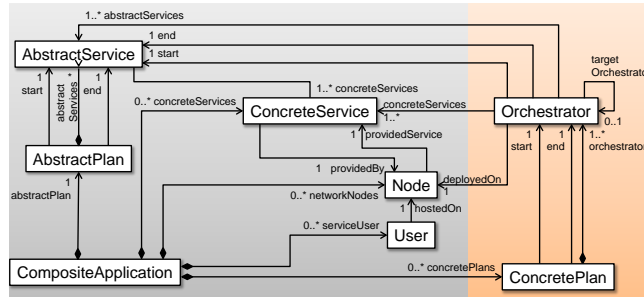 1..* abstractServices
1 end
1 start
AbstractService
target
Orchestrator
0..1
1
start
abstract
Services
*
1
end
1..* concreteServices
0..* concreteServices
ConcreteService
concreteServices
1..*
Orchestrator
1
start
1
end
1..*
orchestrator
1 providedService
AbstractPlan
1 providedBy
1
abstractPlan
0..* networkNodes
Node
deployedOn
1
1 hostedOn
0..* serviceUser
User
CompositeApplication
0..* concretePlans
ConcretePlan